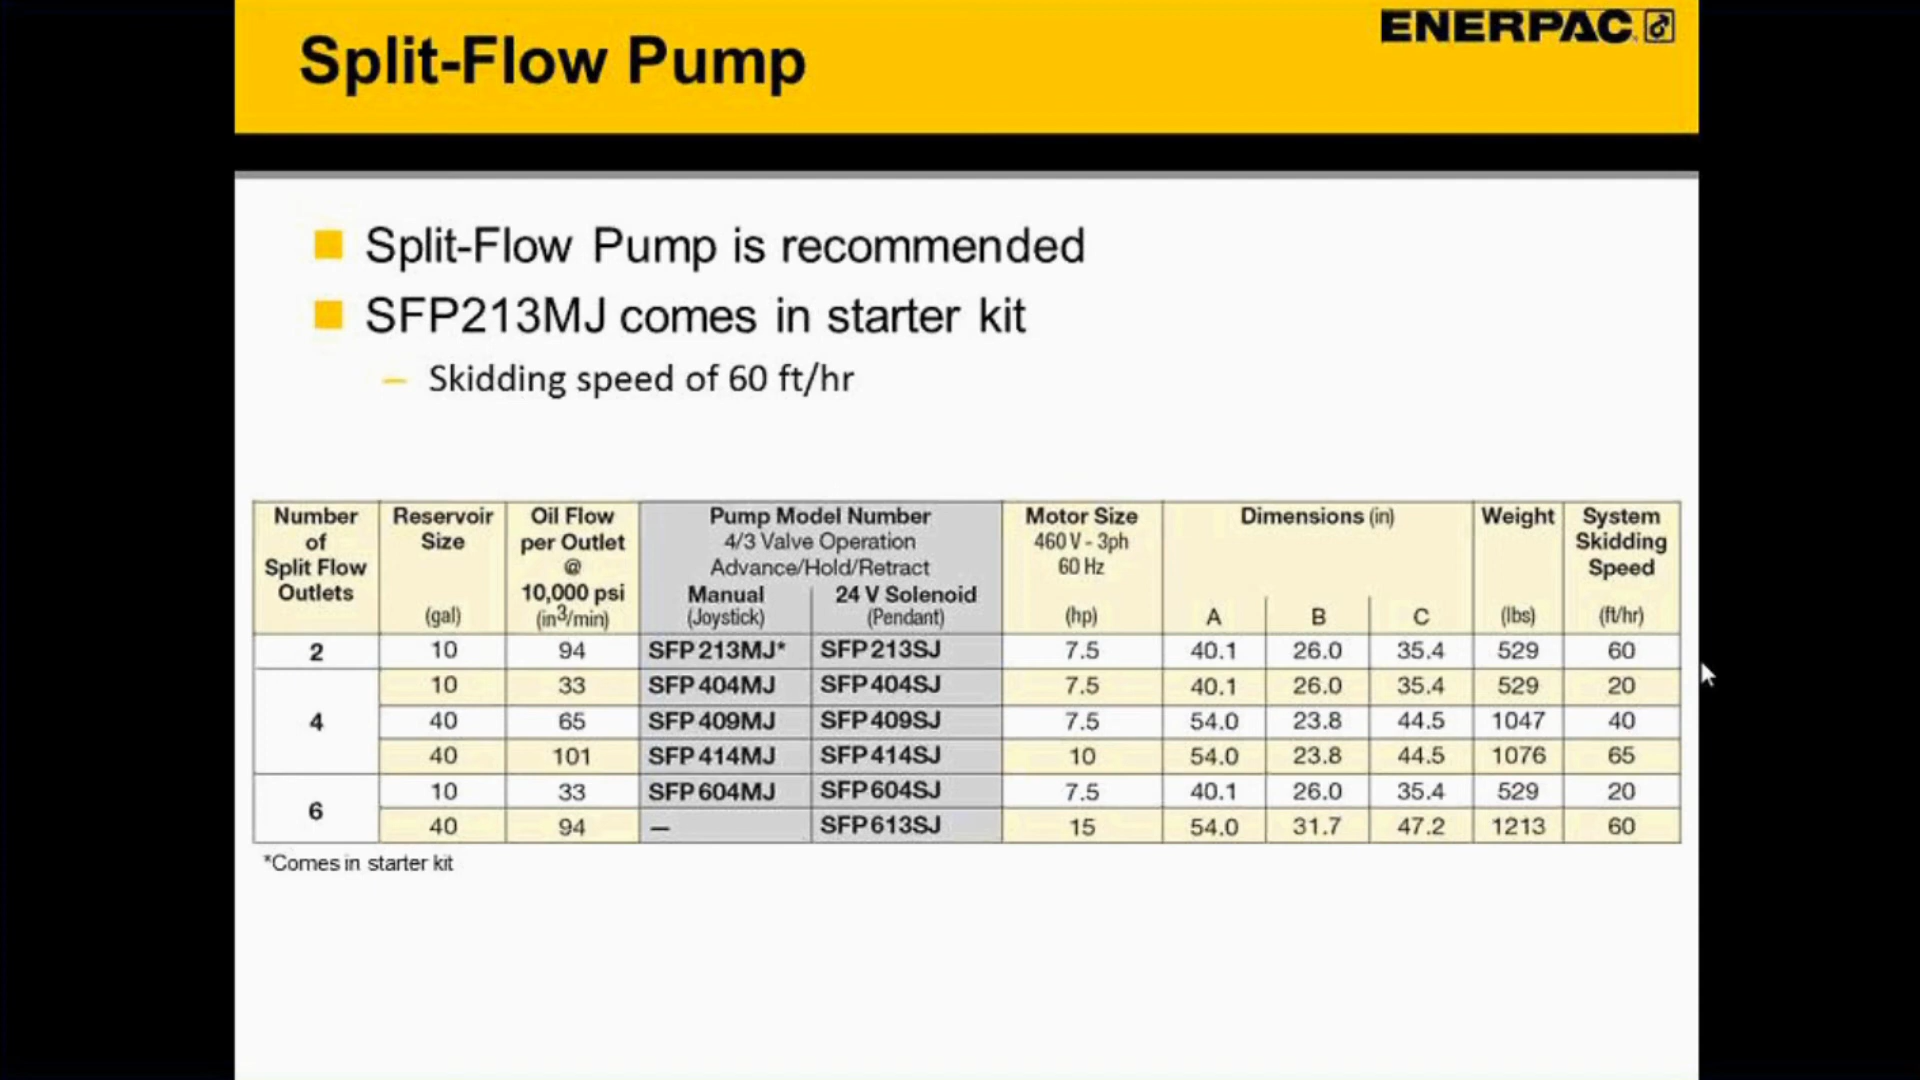 Split-Flow Pump
ENERPAC
Split-Flow Pump is recommended
SFP213MJ comes in starter kit
– Skidding speed of 60 ft/hr
Number of Split Flow Outlets | Reservoir Size (gal) | Oil Flow per Outlet @ 10,000 psi (in3/min) | Pump Model Number 4/3 Valve Operation Advance/Hold/Retract | Motor Size 460 V - 3ph 60 Hz (hp) | Dimensions (in) | Weight (lbs) | System Skidding Speed (ft/hr)
Manual (Joystick) | 24 V Solenoid (Pendant) | A | B | C
2 | 10 | 94 | SFP213MJ* | SFP213SJ | 7.5 | 40.1 | 26.0 | 35.4 | 529 | 60
4 | 10 | 33 | SFP404MJ | SFP404SJ | 7.5 | 40.1 | 26.0 | 35.4 | 529 | 20
40 | 65 | SFP409MJ | SFP409SJ | 7.5 | 54.0 | 23.8 | 44.5 | 1047 | 40
40 | 101 | SFP414MJ | SFP414SJ | 10 | 54.0 | 23.8 | 44.5 | 1076 | 65
6 | 10 | 33 | SFP604MJ | SFP604SJ | 7.5 | 40.1 | 26.0 | 35.4 | 529 | 20
40 | 94 | — | SFP613SJ | 15 | 54.0 | 31.7 | 47.2 | 1213 | 60
*Comes in starter kit